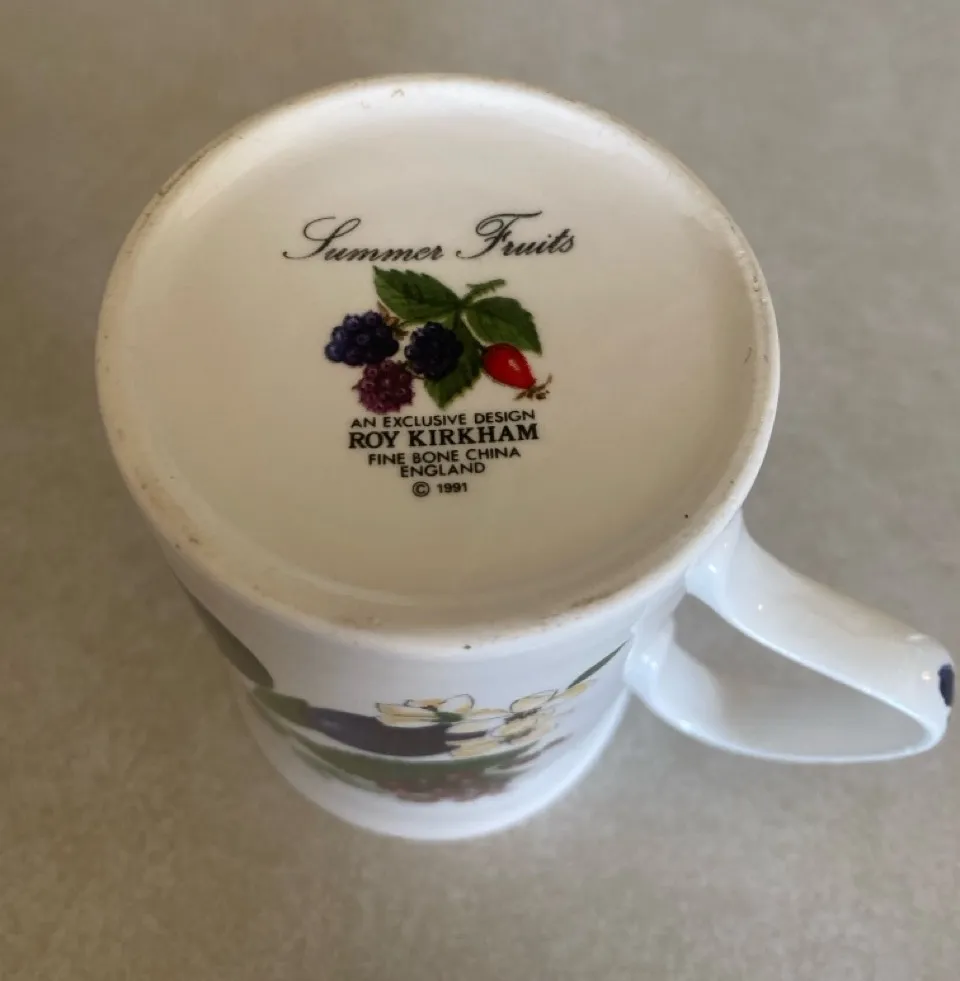 Summer Fruits
AN EXCLUSIVE DESIGN
ROY KIRKHAM
FINE BONE CHINA
ENGLAND
© 1991